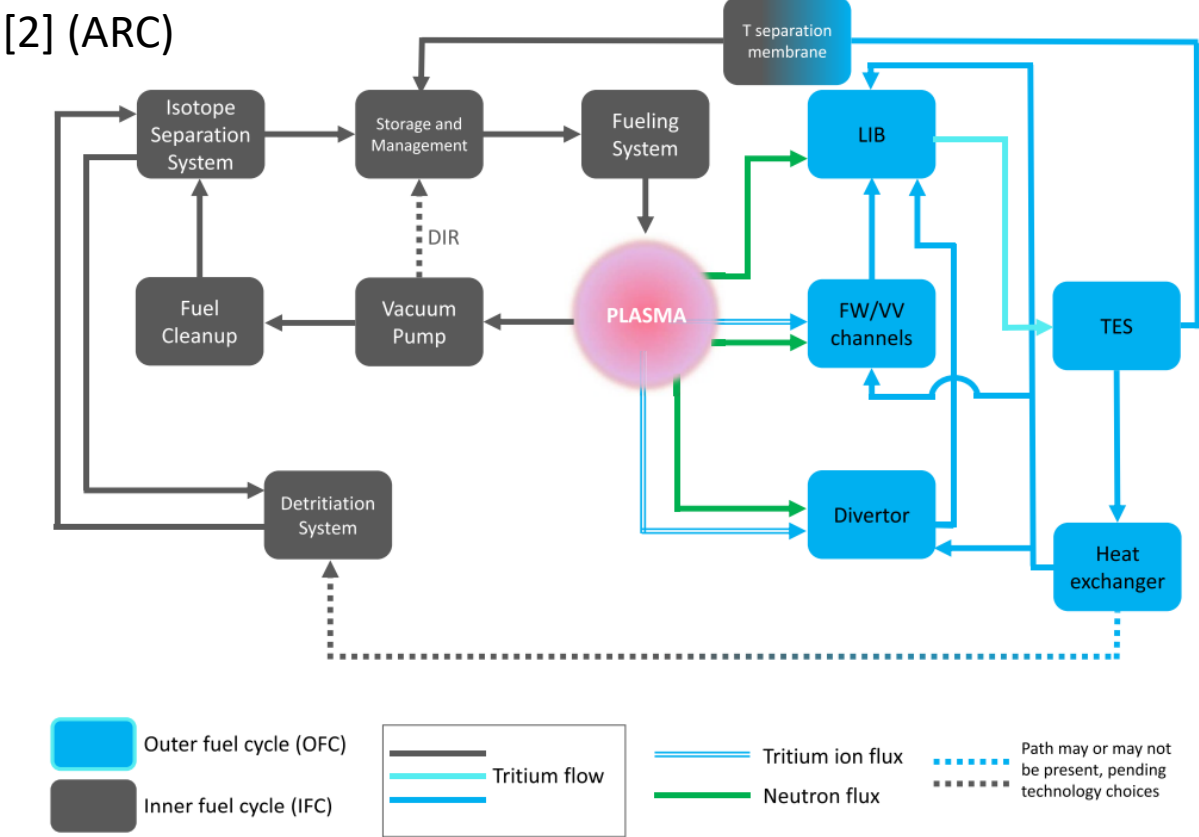 [2] (ARC)
T separation
membrane
Isotope
Separation
System
Storage and
Management
Fueling
System
LIB
DIR
Fuel
Cleanup
Vacuum
Pump
PLASMA
FW/VV
channels
TES
Detritiation
System
Divertor
Heat
exchanger
Outer fuel cycle (OFC)
Inner fuel cycle (IFC)
Tritium flow
Tritium ion flux
Neutron flux
Path may or may not
be present, pending
technology choices